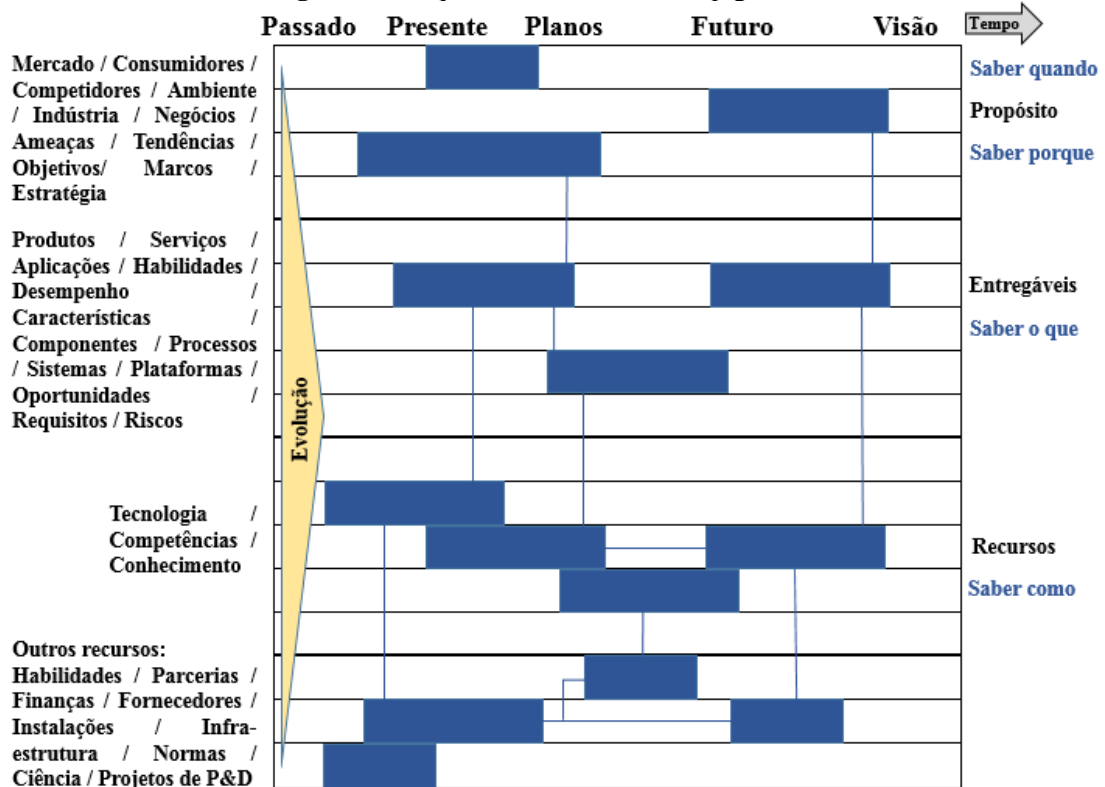 Passado Presente Planos Futuro Visão Tempo
Mercado / Consumidores /
Competidores / Ambiente
/ Indústria / Negócios /
Ameaças / Tendências /
Objetivos/ Marcos /
Estratégia
Saber quando
Propósito
Saber porque
Produtos / Serviços /
Aplicações / Habilidades /
Desempenho /
Características /
Componentes / Processos
/ Sistemas / Plataformas /
Oportunidades /
Requisitos / Riscos
Entregáveis
Saber o que
Evolução
Tecnologia /
Competências /
Conhecimento
Recursos
Saber como
Outros recursos:
Habilidades / Parcerias /
Finanças / Fornecedores /
Instalações / Infra-
estrutura / Normas /
Ciência / Projetos de P&D